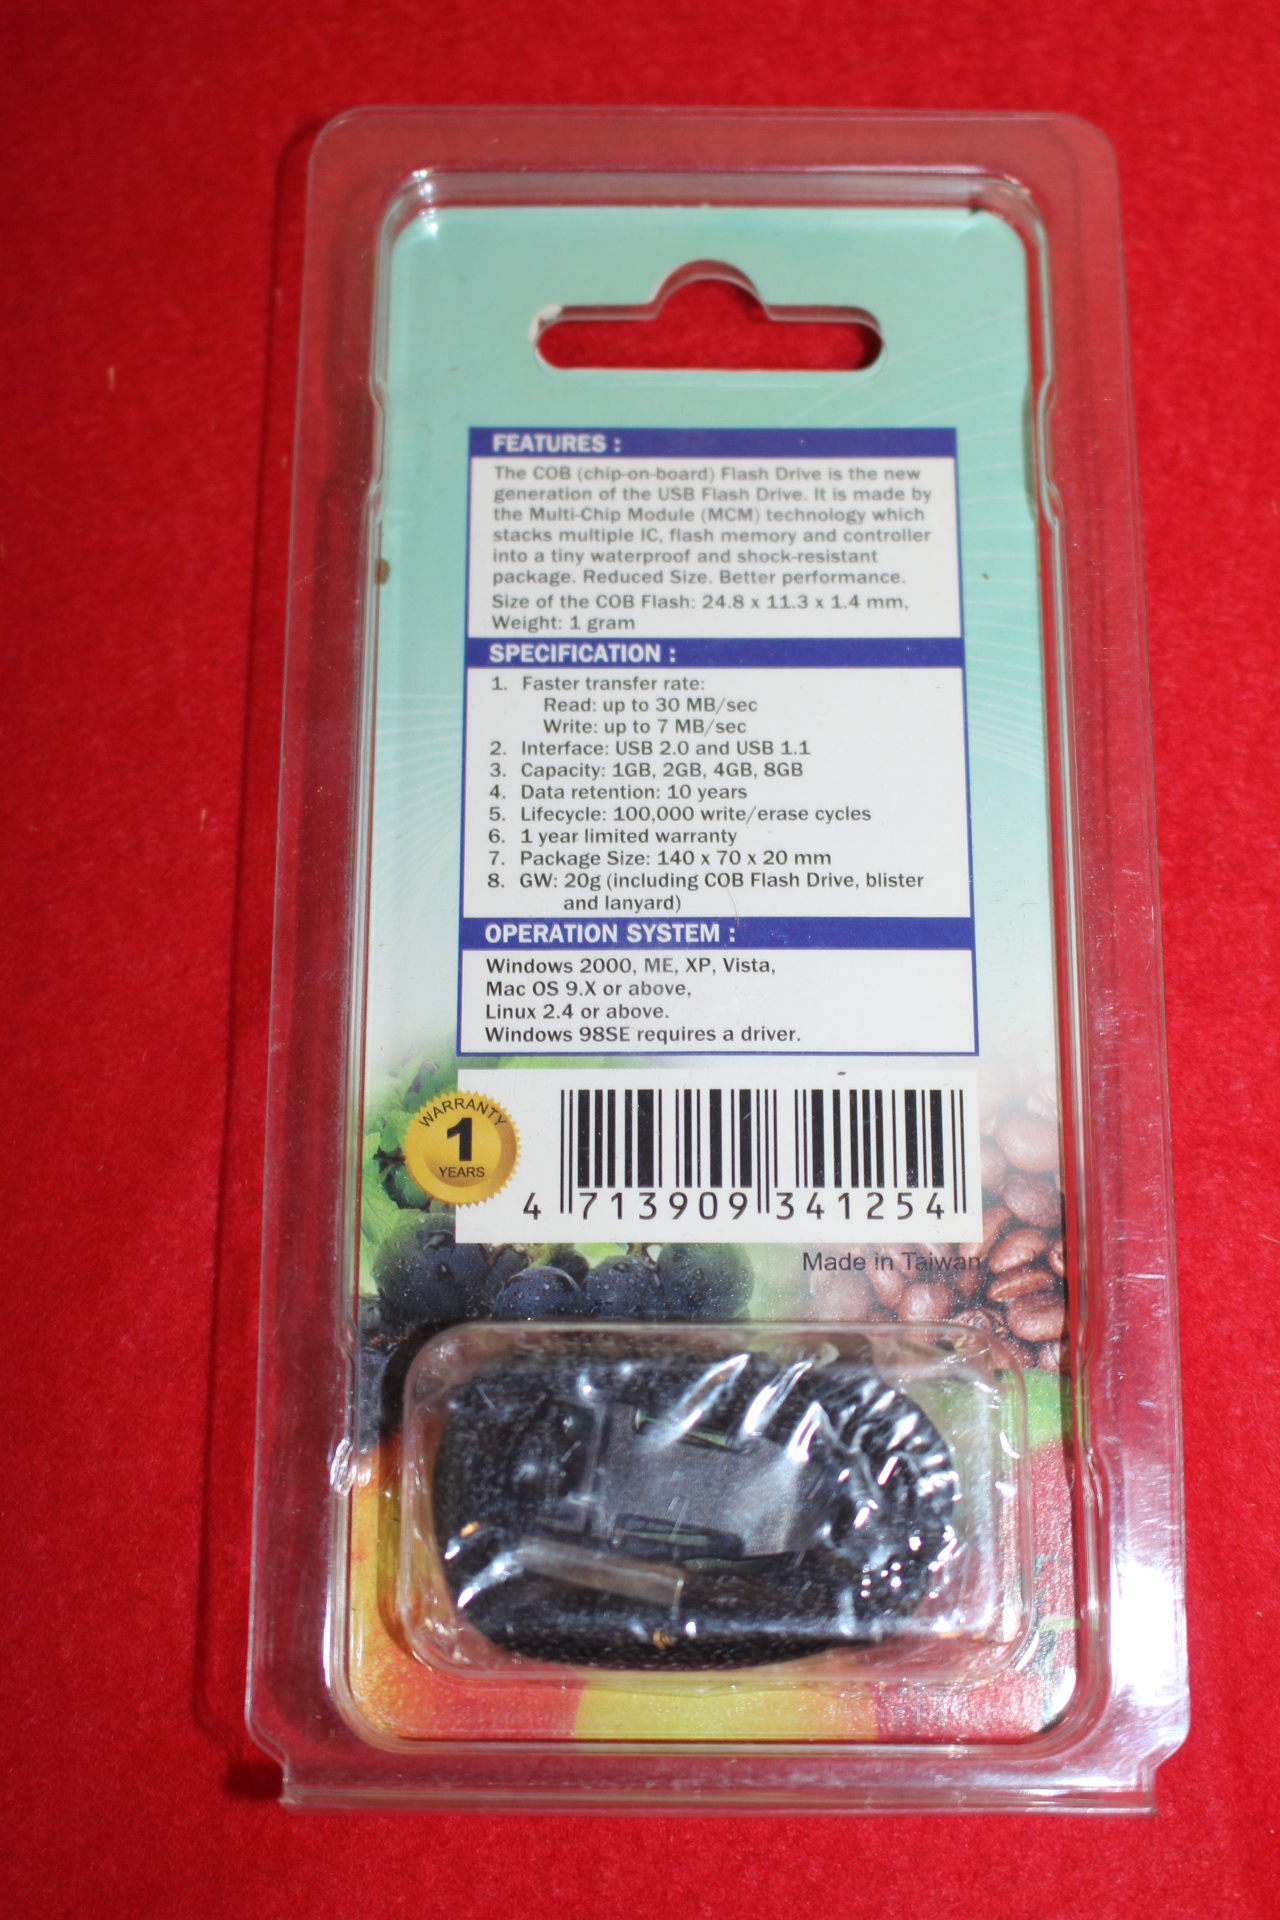 FEATURES :
The COB (chip-on-board) Flash Drive is the new
generation of the USB Flash Drive. It is made by
the Multi-Chip Module (MCM) technology which
stacks multiple IC, flash memory and controller
into a tiny waterproof and shock-resistant
package. Reduced Size. Better performance.
Size of the COB Flash: 24.8 x 11.3 x 1.4 mm,
Weight: 1 gram
SPECIFICATION :
1. Faster transfer rate:
Read: up to 30 MB/sec
Write: up to 7 MB/sec
2. Interface: USB 2.0 and USB 1.1
3. Capacity: 1GB, 2GB, 4GB, 8GB
4. Data retention: 10 years
5. Lifecycle: 100,000 write/erase cycles
6. 1 year limited warranty
7. Package Size: 140 x 70 x 20 mm
8. GW: 20g (including COB Flash Drive, blister
and lanyard)
OPERATION SYSTEM :
Windows 2000, ME, XP, Vista,
Mac OS 9.X or above,
Linux 2.4 or above.
Windows 98SE requires a driver.
WARRANTY
1
YEARS
4 713909 341254
Made in Taiwan